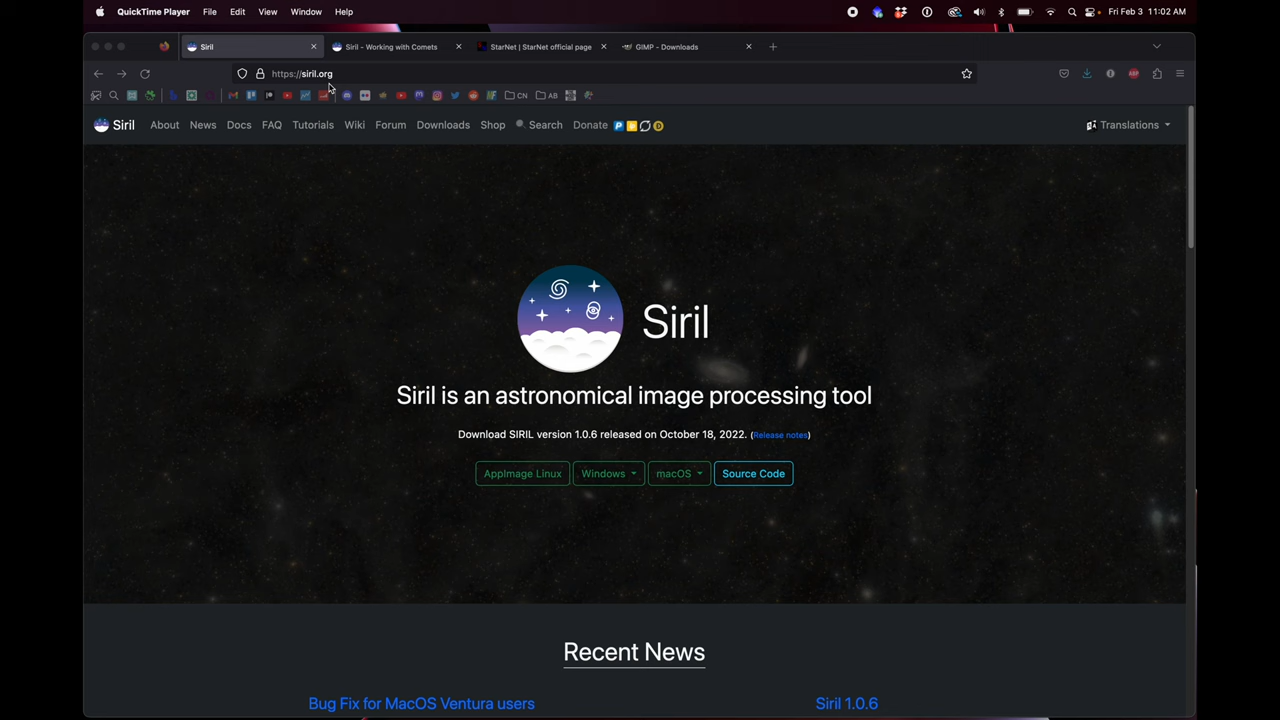 QuickTime Player File Edit View Window Help Fri Feb 3 11:02 AM
Siril Siril - Working with Comets StarNet | StarNet official page GIMP - Downloads
https://siril.org
CN AB
Siril About News Docs FAQ Tutorials Wiki Forum Downloads Shop Search Donate Translations
Siril
Siril is an astronomical image processing tool
Download SIRIL version 1.0.6 released on October 18, 2022. (Release notes)
AppImage Linux Windows macOS Source Code
Recent News
Bug Fix for MacOS Ventura users Siril 1.0.6